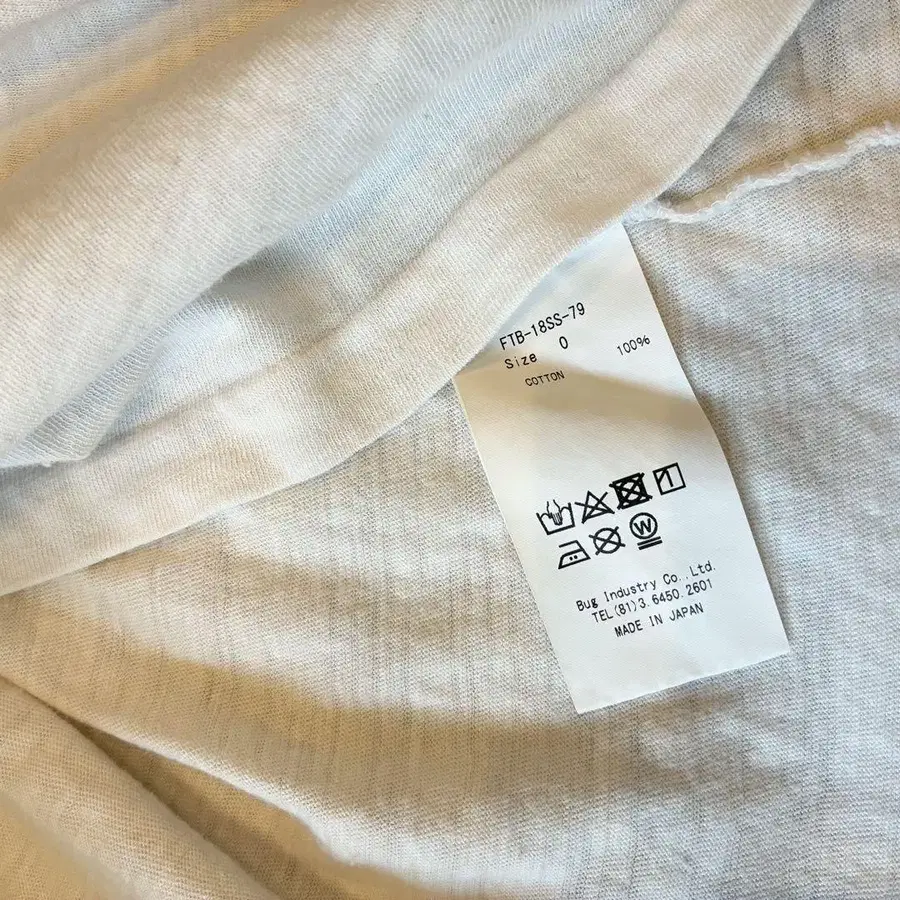 FTB-18SS-79
Size 0
COTTON 100%
W
Bug Industry Co.,Ltd.
TEL(81)3.6450.2601
MADE IN JAPAN